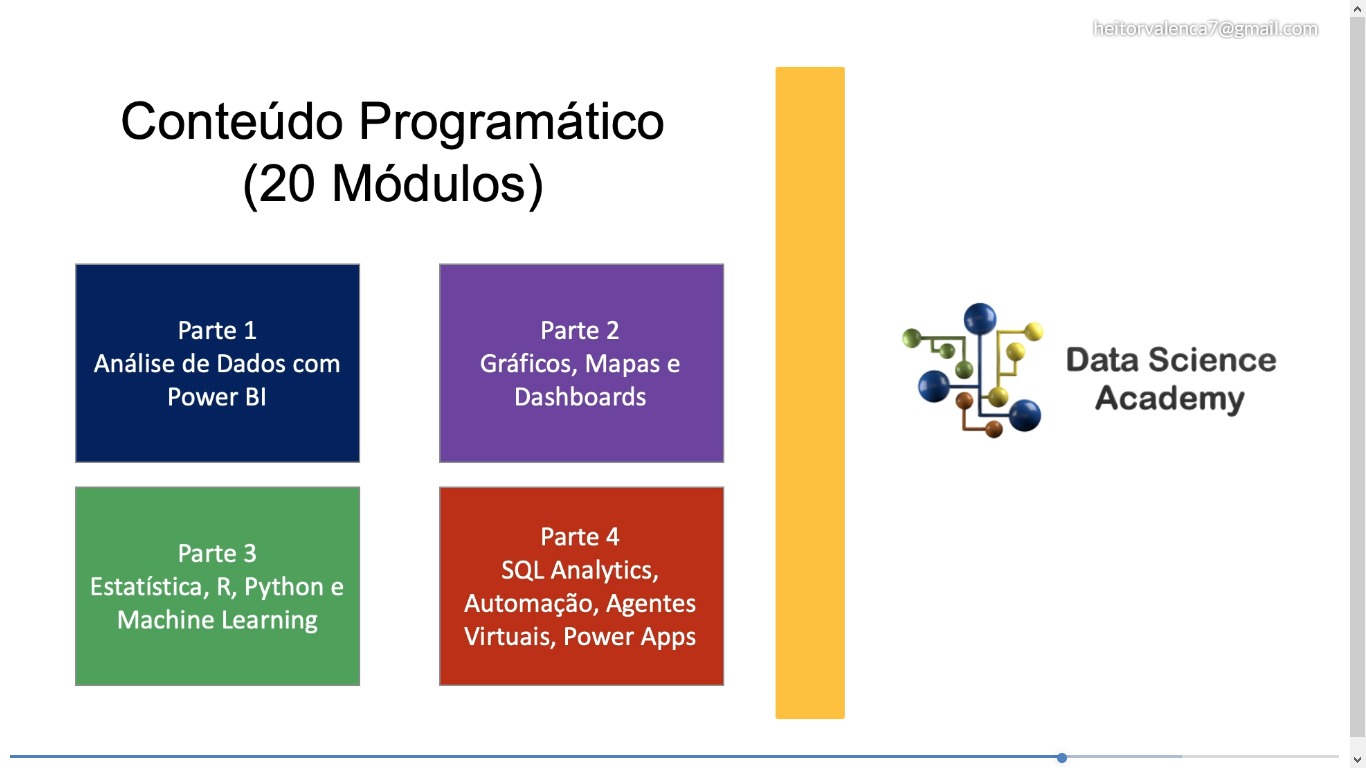 heitorvalenca7@gmail.com
Conteúdo Programático
(20 Módulos)
Parte 1
Análise de Dados com
Power BI
Parte 2
Gráficos, Mapas e
Dashboards
Parte 3
Estatística, R, Python e
Machine Learning
Parte 4
SQL Analytics,
Automação, Agentes
Virtuais, Power Apps
Data Science
Academy